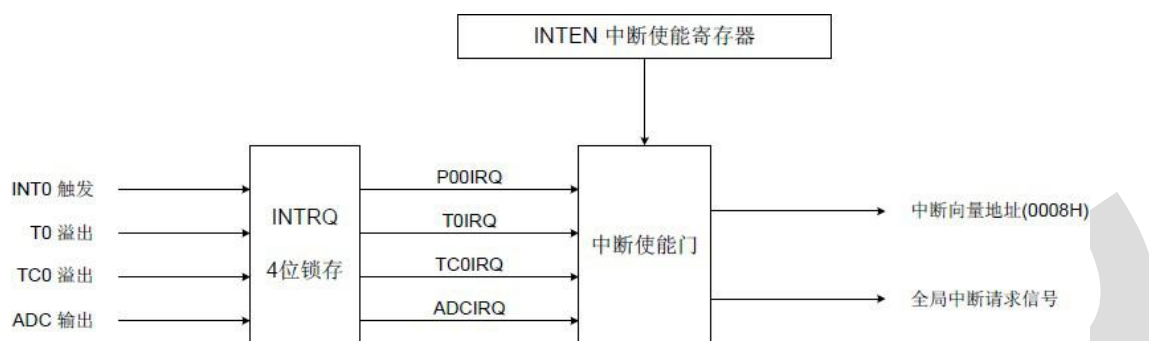 INTEN 中断使能寄存器
INT0 触发
T0 溢出
TC0 溢出
ADC 输出
INTRQ
4位锁存
P00IRQ
T0IRQ
TC0IRQ
ADCIRQ
中断使能门
中断向量地址(0008H)
全局中断请求信号